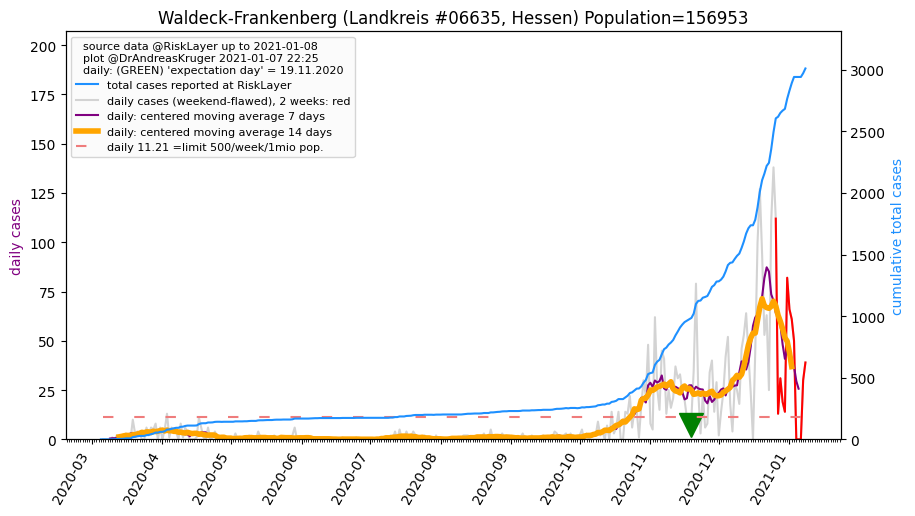 Waldeck-Frankenberg (Landkreis #06635, Hessen) Population=156953
source data @RiskLayer up to 2021-01-08
plot @DrAndreasKruger 2021-01-07 22:25
daily: (GREEN) 'expectation day' = 19.11.2020
total cases reported at RiskLayer
daily cases (weekend-flawed), 2 weeks: red
daily: centered moving average 7 days
daily: centered moving average 14 days
daily 11.21 =limit 500/week/1mio pop.
daily cases
200
175
150
125
100
75
50
25
0
cumulative total cases
3000
2500
2000
1500
1000
500
0
2020-03
2020-04
2020-05
2020-06
2020-07
2020-08
2020-09
2020-10
2020-11
2020-12
2021-01